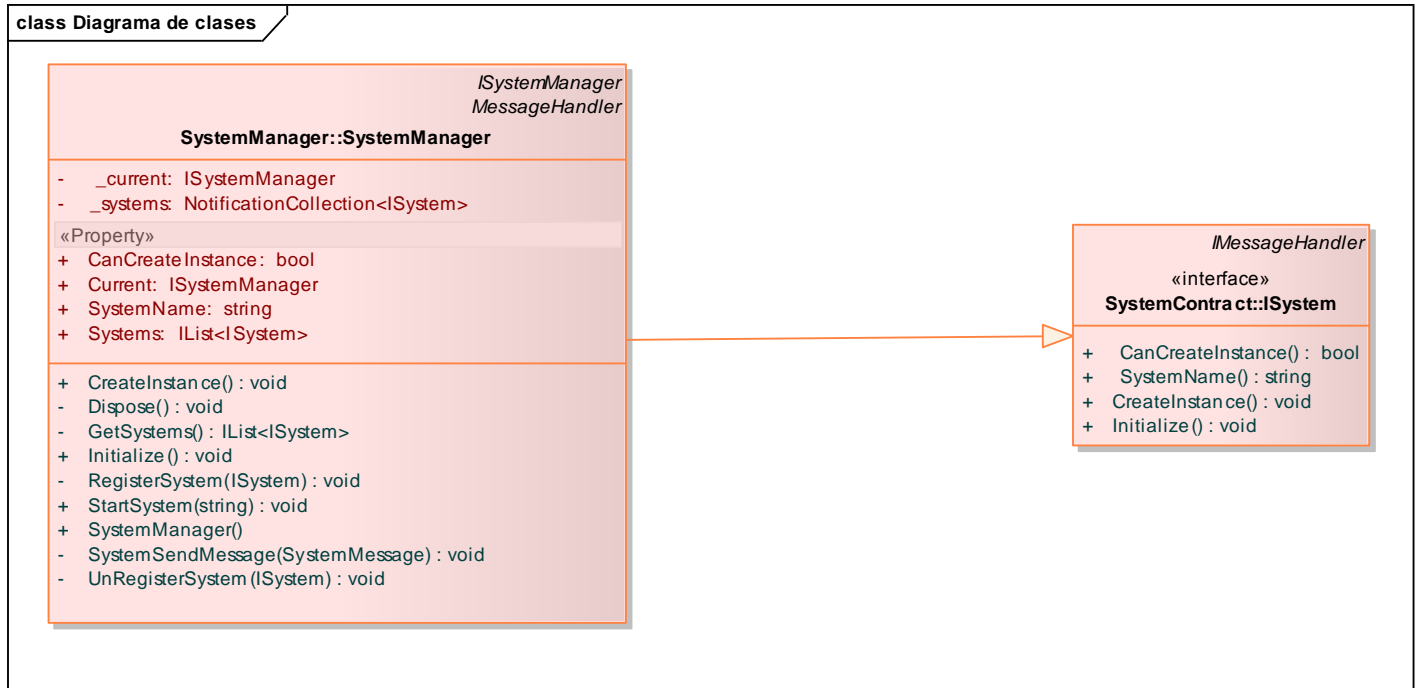 class Diagrama de clases
ISystemManager
MessageHandler
SystemManager::SystemManager
- _current: ISystemManager
- _systems: NotificationCollection<ISystem>
«Property»
+ CanCreateInstance: bool
+ Current: ISystemManager
+ SystemName: string
+ Systems: IList<ISystem>
+ CreateInstance() : void
- Dispose() : void
- GetSystems() : IList<ISystem>
+ Initialize() : void
- RegisterSystem(ISystem) : void
+ StartSystem(string) : void
+ SystemManager()
- SystemSendMessage(SystemMessage) : void
- UnRegisterSystem(ISystem) : void
IMessageHandler
«interface»
SystemContract::ISystem
+ CanCreateInstance() : bool
+ SystemName() : string
+ CreateInstance() : void
+ Initialize() : void